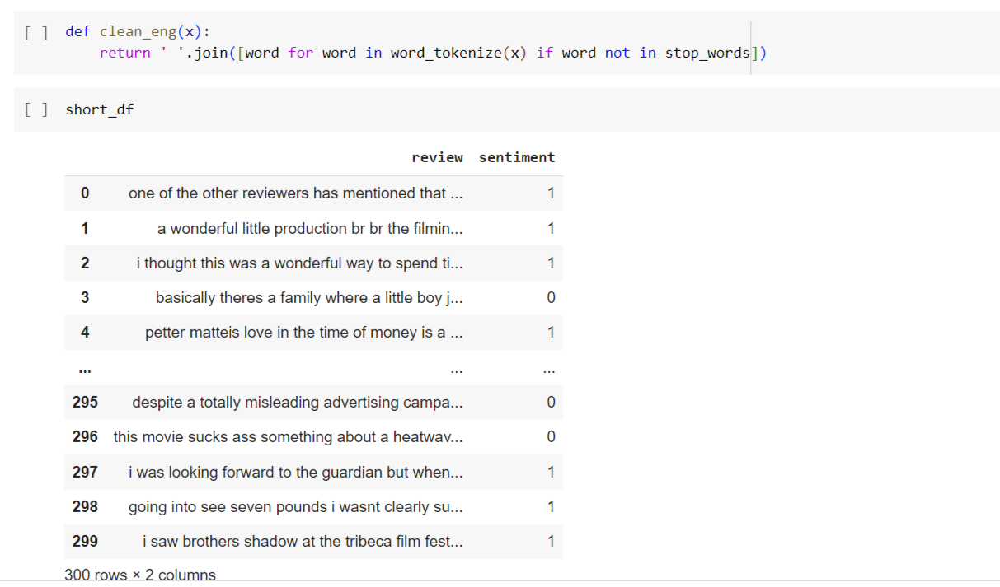 [ ] def clean_eng(x):
return ' '.join([word for word in word_tokenize(x) if word not in stop_words])
[ ] short_df
review sentiment
0 one of the other reviewers has mentioned that ... 1
1 a wonderful little production br br the filmin... 1
2 i thought this was a wonderful way to spend ti... 1
3 basically theres a family where a little boy j... 0
4 petter matteis love in the time of money is a ... 1
... ... ...
295 despite a totally misleading advertising campa... 0
296 this movie sucks ass something about a heatwav... 0
297 i was looking forward to the guardian but when... 1
298 going into see seven pounds i wasnt clearly su... 1
299 i saw brothers shadow at the tribeca film fest... 1
300 rows × 2 columns